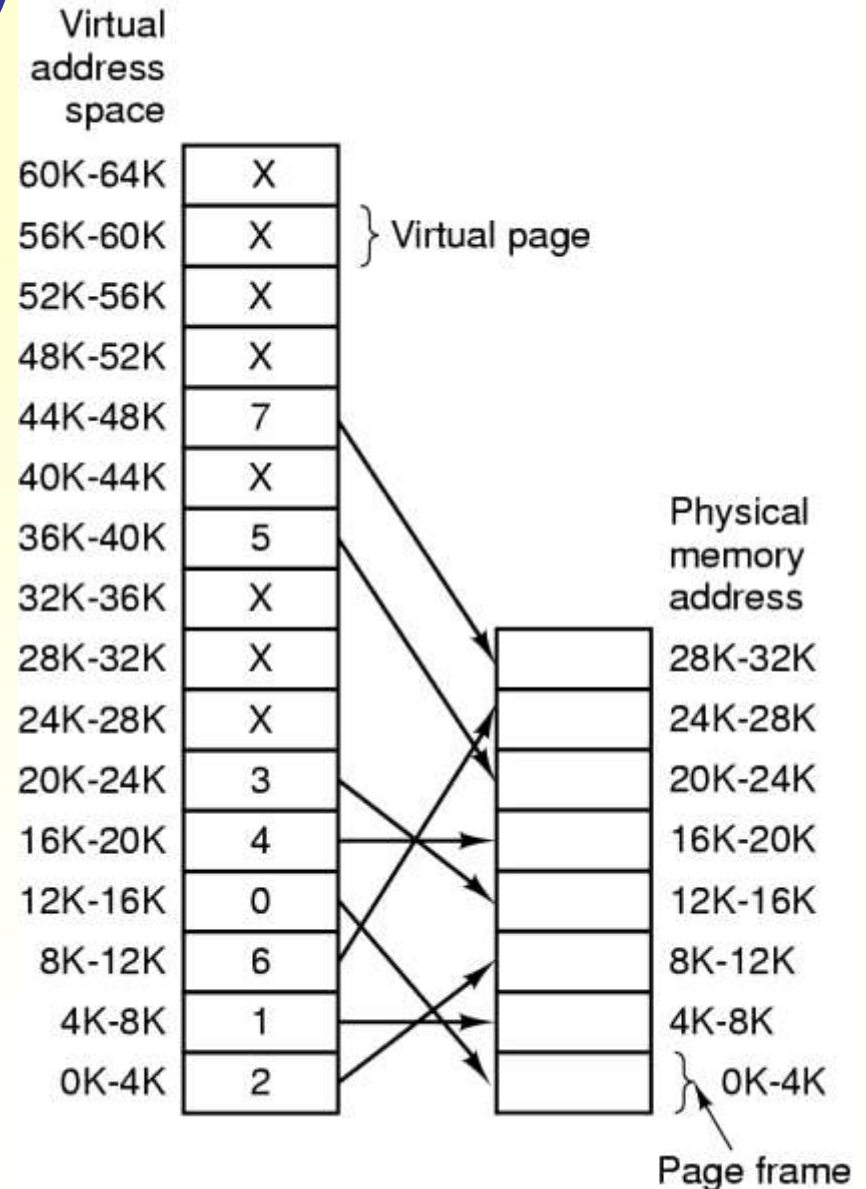 Virtual
address
space
60K-64K X
56K-60K X Virtual page
52K-56K X
48K-52K X
44K-48K 7
40K-44K X
36K-40K 5
32K-36K X
28K-32K X
24K-28K X
20K-24K 3
16K-20K 4
12K-16K 0
8K-12K 6
4K-8K 1
0K-4K 2
Physical
memory
address
28K-32K
24K-28K
20K-24K
16K-20K
12K-16K
8K-12K
4K-8K
0K-4K
Page frame